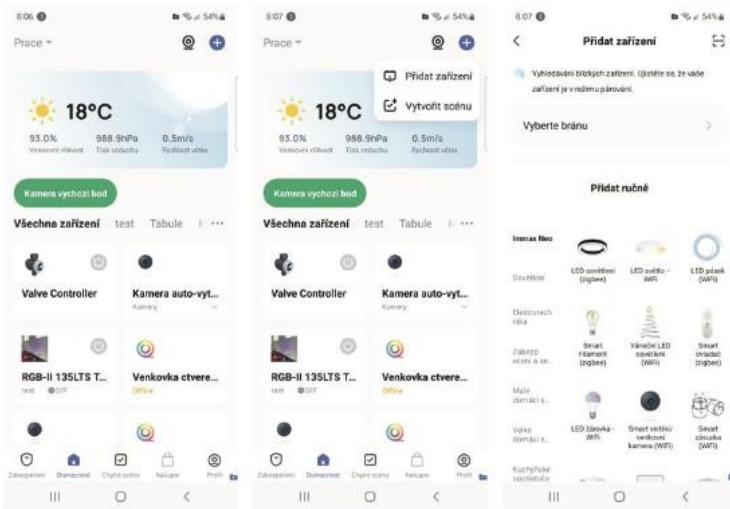 8:06
54%
Prace
18°C
93.0%
988.9hPa
0.5m/s
Venkovní vlhkost
Tlak vzduchu
Rychlost větru
Kamera vychozi bod
Všechna zařízení
test
Tabule
Valve Controller
Kamera auto-vyt...
Kamery
RGB-II 135LTS T...
test
OFF
Venkovka ctvere...
Offline
Zabezpečení
Domácnost
Chytré scény
Nákupy
Profil
8:07
54%
Prace
Přidat zařízení
Vytvořit scénu
18°C
93.0%
988.9hPa
0.5m/s
Venkovní vlhkost
Tlak vzduchu
Rychlost větru
Kamera vychozi bod
Všechna zařízení
test
Tabule
Valve Controller
Kamera auto-vyt...
Kamery
RGB-II 135LTS T...
test
OFF
Venkovka ctvere...
Offline
Zabezpečení
Domácnost
Chytré scény
Nákupy
Profil
8:07
54%
Přidat zařízení
Vyhledávání blízkých zařízení. Ujistěte se, že vaše
zařízení je v režimu párování.
Vyberte bránu
Přidat ručně
Immax Neo
LED osvětlení
(zigbee)
LED světlo -
WiFi
LED pásek
(WiFi)
Osvětlení
Elektrotech
nika
Smart
Filament
(zigbee)
Vánoční LED
osvětlení
(WiFi)
Smart
ovladač
(zigbee)
Zabezp
ečení a se...
Malé
domácí s...
LED žárovka -
WiFi
Smart vnitřní/
venkovní
kamera (WiFi)
Smart
zásuvka
(WiFi)
Velké
domácí s...
Kuchyňské
spotřebiče